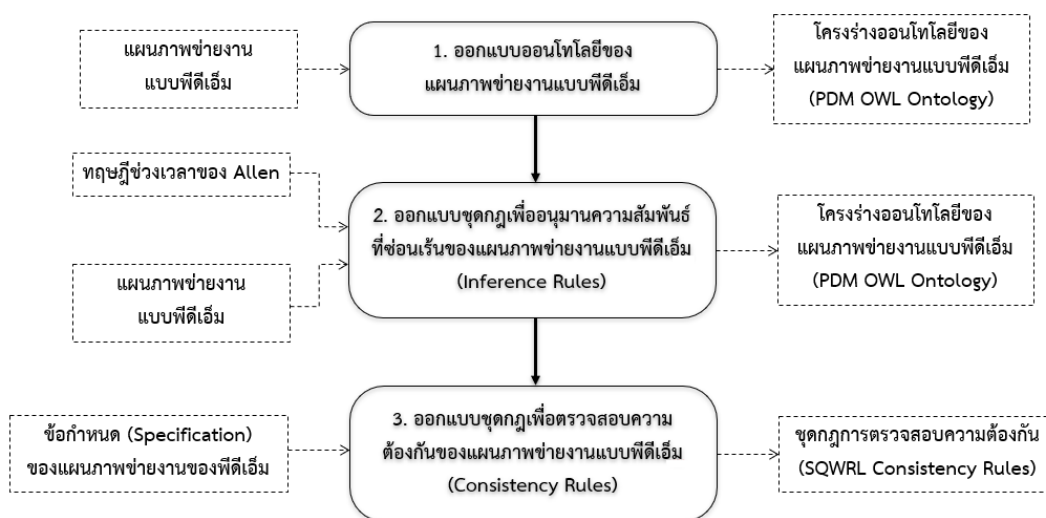 แผนภาพข่ายงาน
แบบพีดีเอ็ม
1. ออกแบบออนโทโลยีของ
แผนภาพข่ายงานแบบพีดีเอ็ม
โครงร่างออนโทโลยีของ
แผนภาพข่ายงานแบบพีดีเอ็ม
(PDM OWL Ontology)
ทฤษฎีช่วงเวลาของ Allen
แผนภาพข่ายงาน
แบบพีดีเอ็ม
2. ออกแบบชุดกฎเพื่ออนุมานความสัมพันธ์
ที่ซ่อนเร้นของแผนภาพข่ายงานแบบพีดีเอ็ม
(Inference Rules)
โครงร่างออนโทโลยีของ
แผนภาพข่ายงานแบบพีดีเอ็ม
(PDM OWL Ontology)
ข้อกำหนด (Specification)
ของแผนภาพข่ายงานของพีดีเอ็ม
3. ออกแบบชุดกฎเพื่อตรวจสอบความ
ต้องกันของแผนภาพข่ายงานแบบพีดีเอ็ม
(Consistency Rules)
ชุดกฎการตรวจสอบความต้องกัน
(SQWRL Consistency Rules)